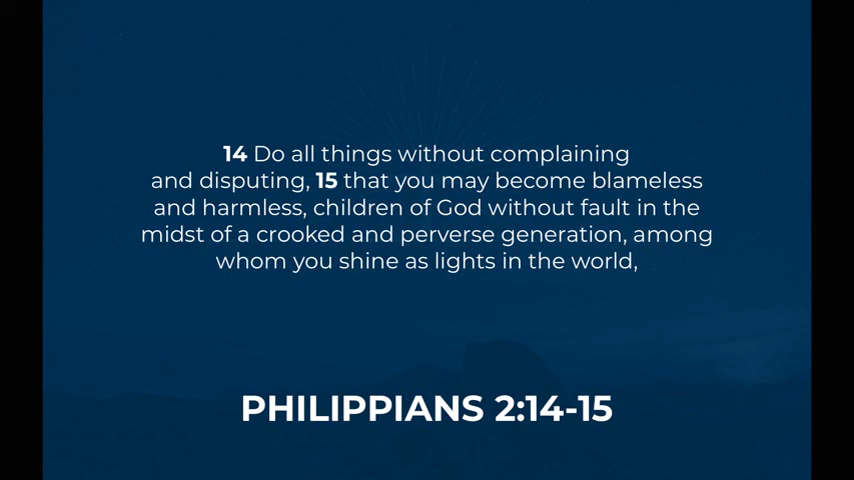 14 Do all things without complaining
and disputing, 15 that you may become blameless
and harmless, children of God without fault in the
midst of a crooked and perverse generation, among
whom you shine as lights in the world,
PHILIPPIANS 2:14-15